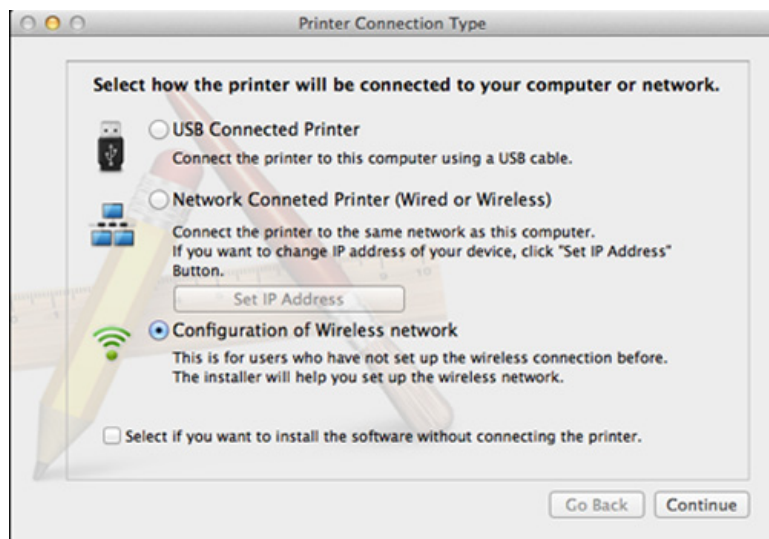 Printer Connection Type
Select how the printer will be connected to your computer or network.
USB Connected Printer
Connect the printer to this computer using a USB cable.
Network Conneted Printer (Wired or Wireless)
Connect the printer to the same network as this computer.
If you want to change IP address of your device, click "Set IP Address"
Button.
Set IP Address
Configuration of Wireless network
This is for users who have not set up the wireless connection before.
The installer will help you set up the wireless network.
Select if you want to install the software without connecting the printer.
Go Back Continue